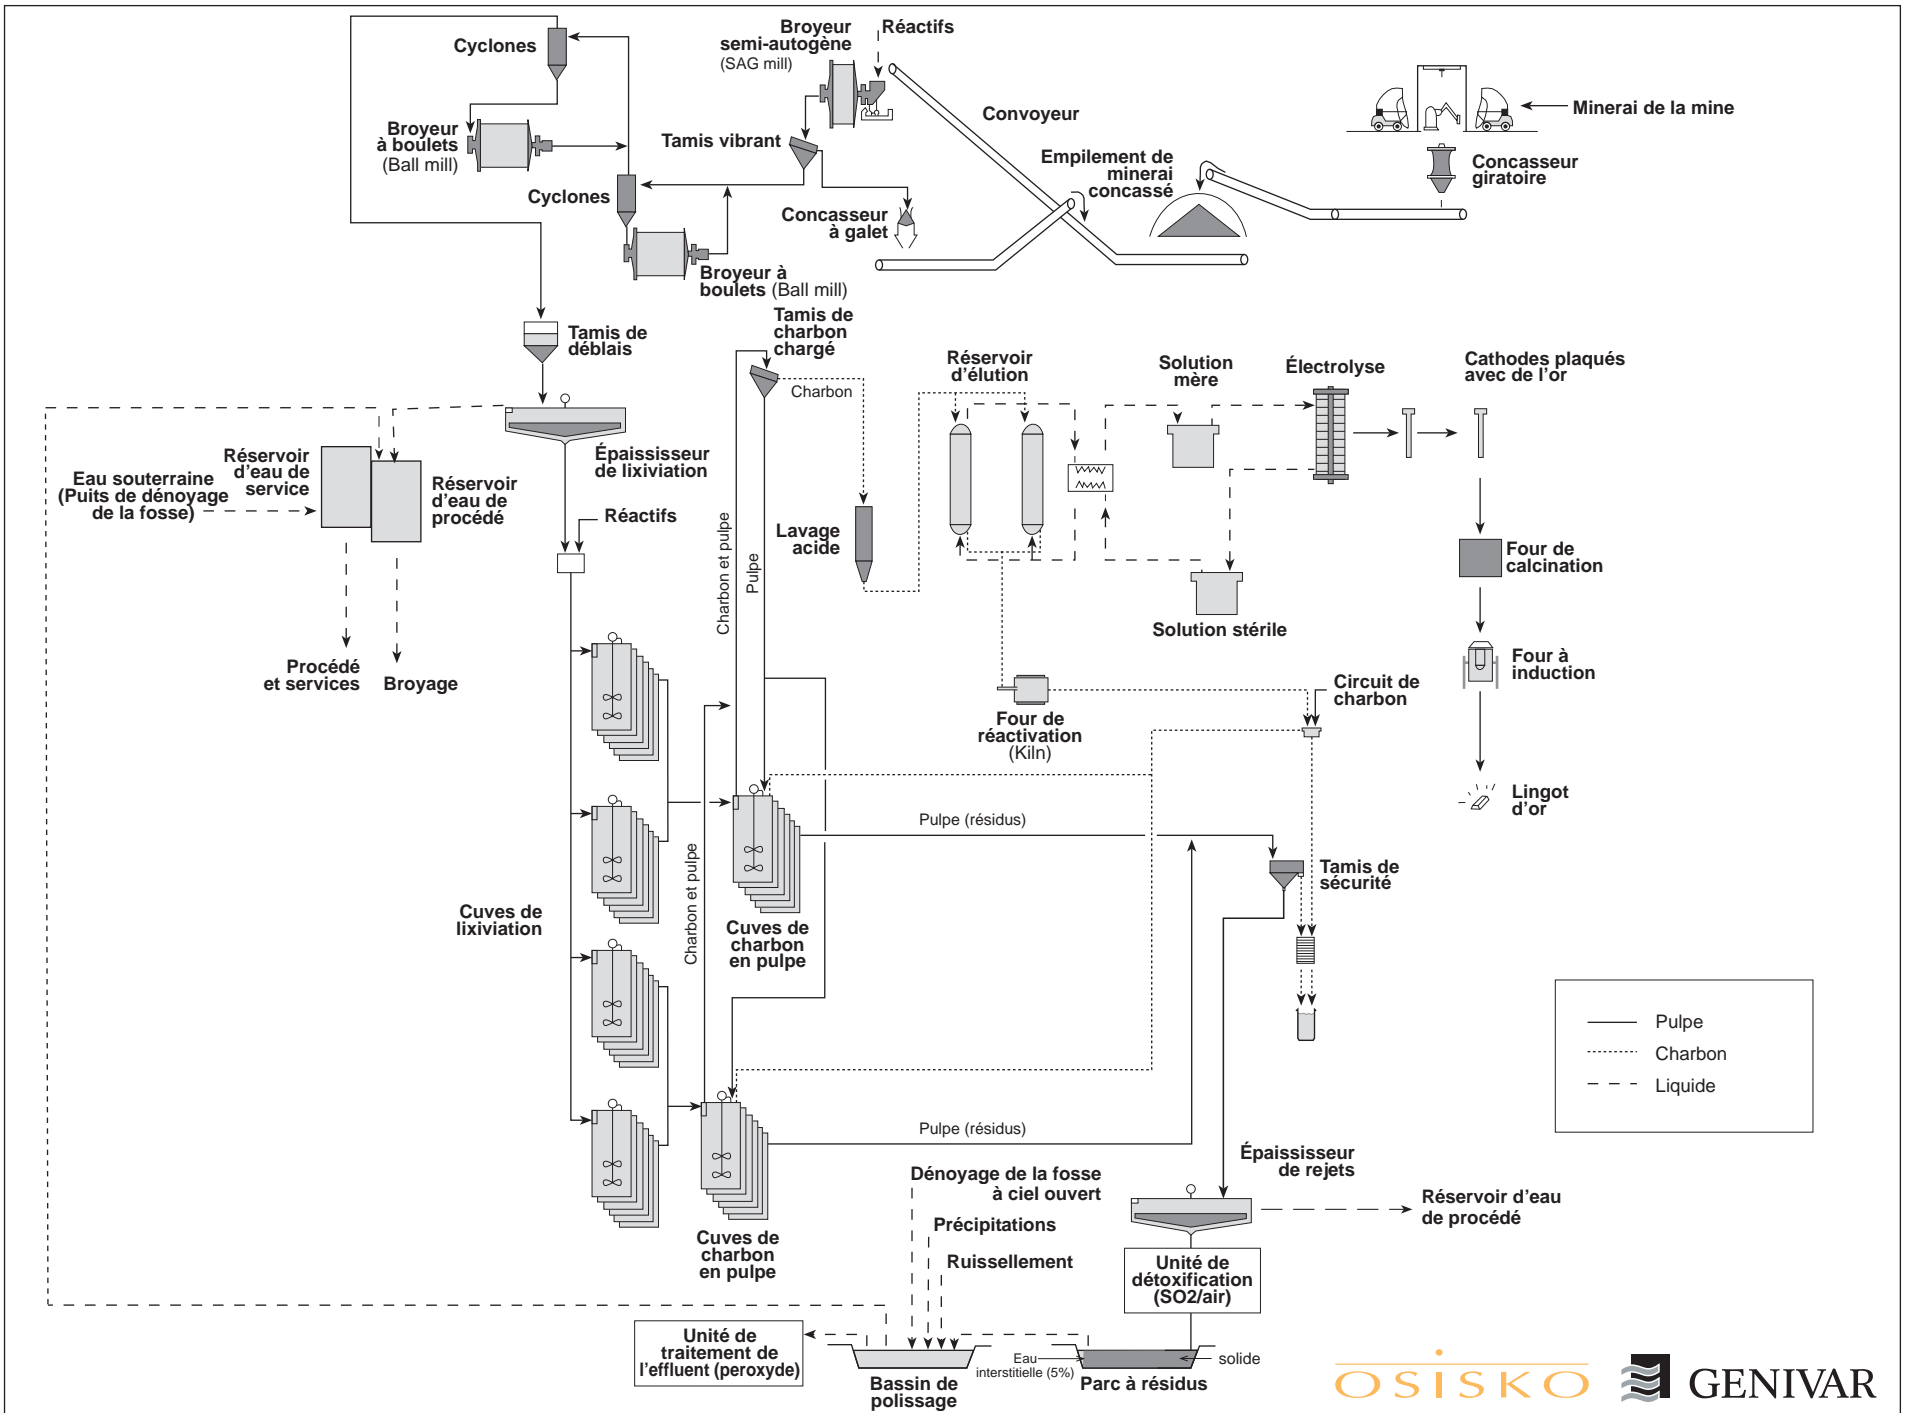 Cyclones
Broyeur
semi-autogène
(SAG mill)
Réactifs
Convoyeur
Minerai de la mine
Broyeur
à boulets
(Ball mill)
Tamis vibrant
Empilement de
minerai
concassé
Concasseur
giratoire
Cyclones
Concasseur
à galet
Broyeur à
boulets (Ball mill)
Tamis de
déblais
Tamis de
charbon
chargé
Charbon
Réservoir
d'élution
Solution
mère
Électrolyse
Cathodes plaqués
avec de l'or
Épaississeur
de lixiviation
Réservoir
d'eau de
service
Eau souterraine
(Puits de dénoyage
de la fosse)
Réservoir
d'eau de
procédé
Réactifs
Charbon et pulpe
Pulpe
Lavage
acide
Four de
calcination
Solution stérile
Procédé
et services
Broyage
Four à
induction
Circuit de
charbon
Four de
réactivation
(Kiln)
Lingot
d'or
Pulpe (résidus)
Tamis de
sécurité
Cuves de
lixiviation
Charbon et pulpe
Cuves de
charbon
en pulpe
Pulpe
Charbon
Liquide
Pulpe (résidus)
Dénoyage de la fosse
à ciel ouvert
Épaississeur
de rejets
Réservoir d'eau
de procédé
Précipitations
Cuves de
charbon
en pulpe
Ruissellement
Unité de
détoxification
(SO2/air)
Unité de
traitement de
l'effluent (peroxyde)
Eau
interstitielle (5%)
solide
Bassin de
polissage
Parc à résidus
OSISKO
GENIVAR